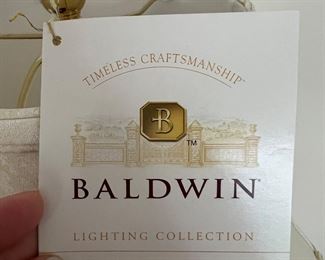 TIMELESS CRAFTSMANSHIP
B
TM
BALDWIN
LIGHTING COLLECTION